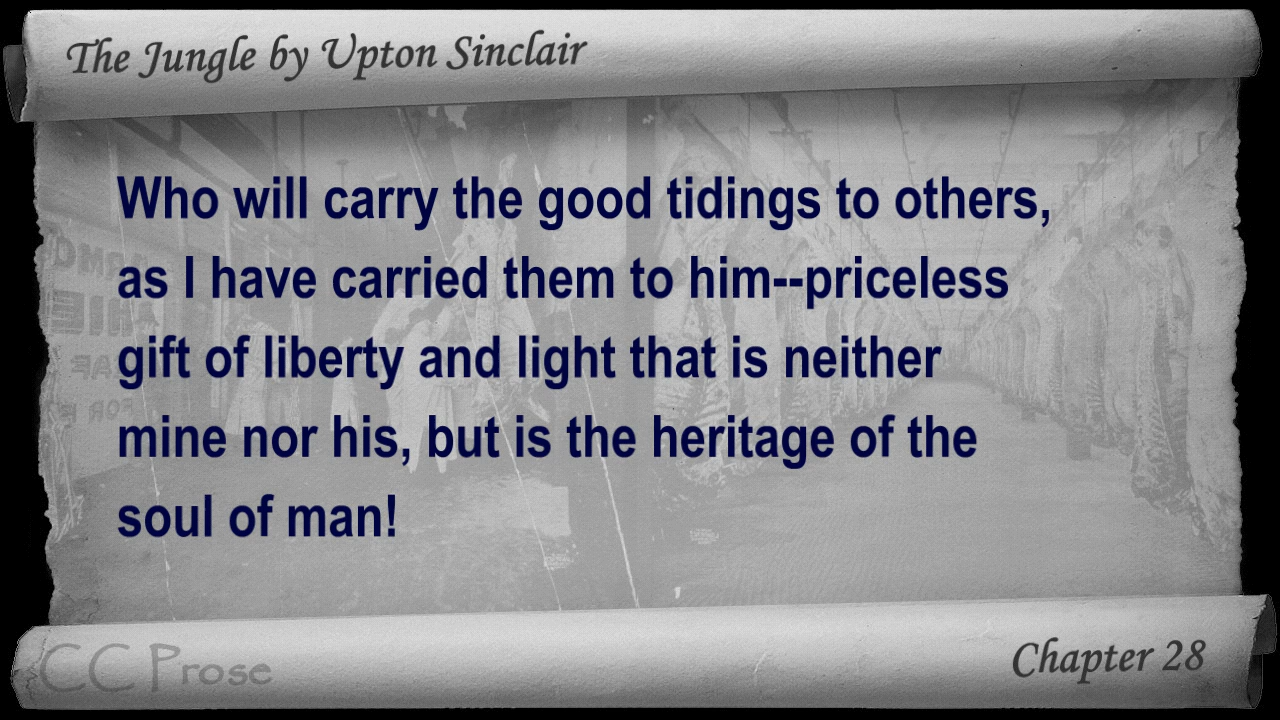 The Jungle by Upton Sinclair
Who will carry the good tidings to others,
as I have carried them to him--priceless
gift of liberty and light that is neither
mine nor his, but is the heritage of the
soul of man!
CC Prose
Chapter 28